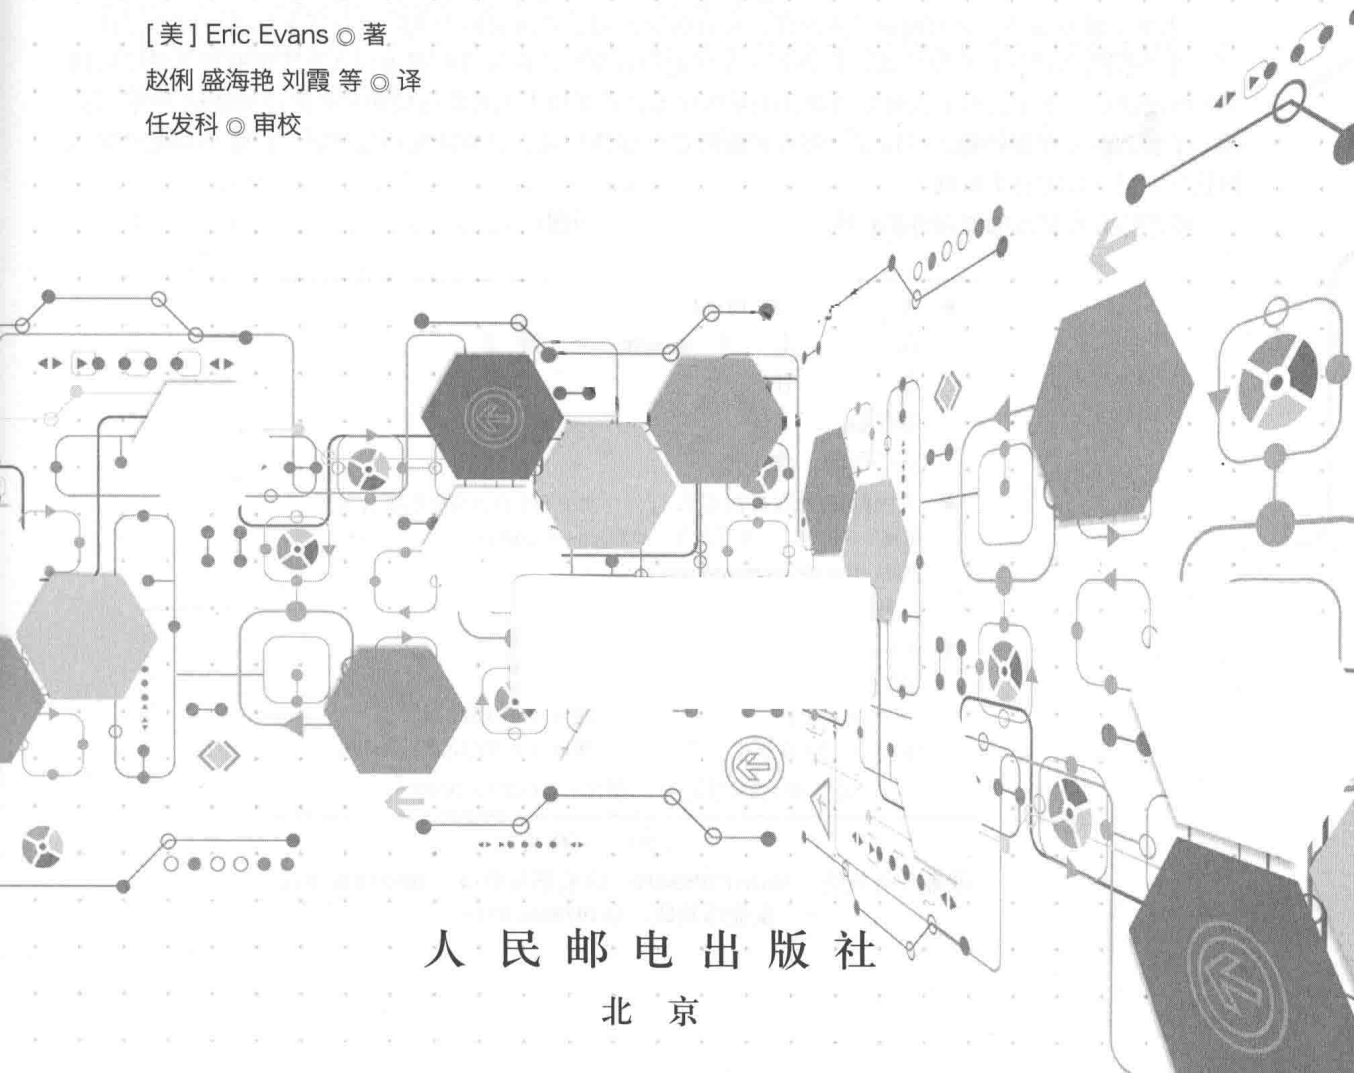 [美] Eric Evans ◎ 著
赵俐 盛海艳 刘霞 等 ◎ 译
任发科 ◎ 审校
人民邮电出版社
北京